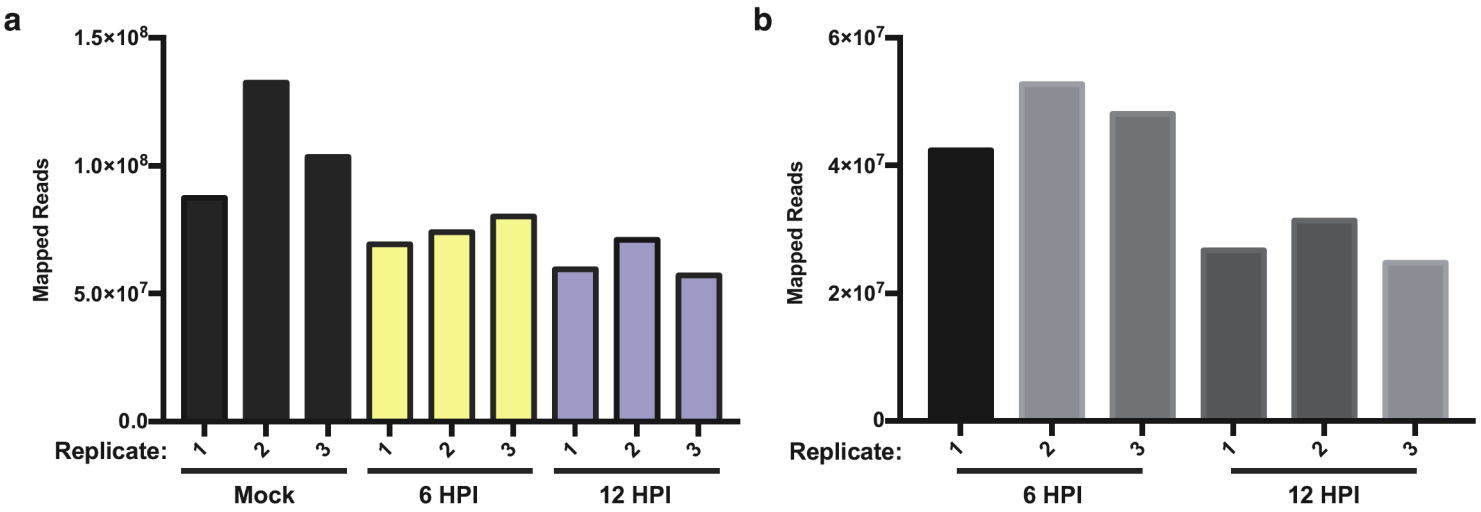 a
1.5×10⁸
1.0×10⁸
5.0×10⁷
0.0
Mapped Reads
Replicate: 1 2 3 1 2 3 1 2 3
Mock 6 HPI 12 HPI
b
6×10⁷
4×10⁷
2×10⁷
0
Mapped Reads
Replicate: 1 2 3 1 2 3
6 HPI 12 HPI